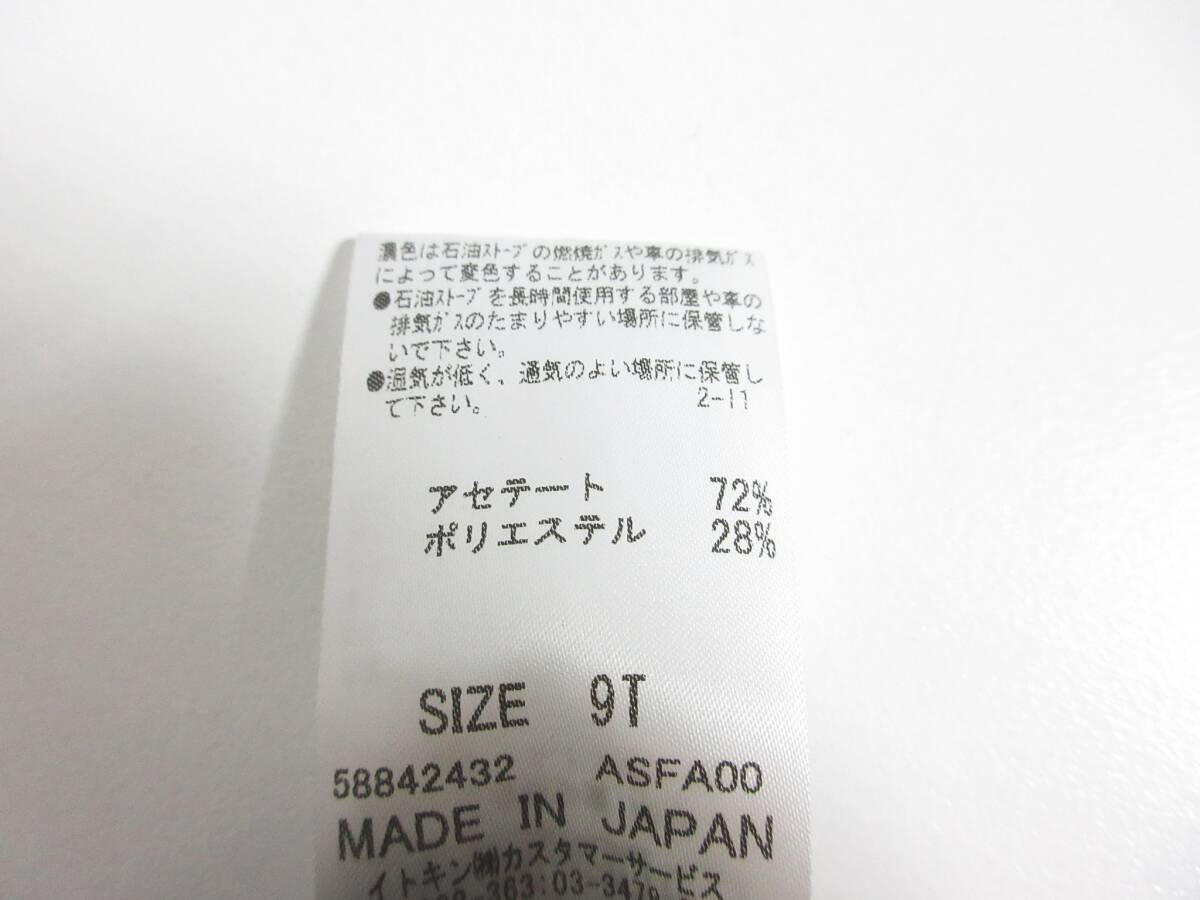 濃色は石油ストーブの燃焼ガスや車の排気ガス
によって変色することがあります。
●石油ストーブを長時間使用する部屋や車の
排気ガスのたまりやすい場所に保管しな
いで下さい。
●湿気が低く、通気のよい場所に保管し
て下さい。 2-11
アセテート 72%
ポリエステル 28%
SIZE 9T
58842432 ASFA00
MADE IN JAPAN
イトキン㈱カスタマーサービス
363:03-3479